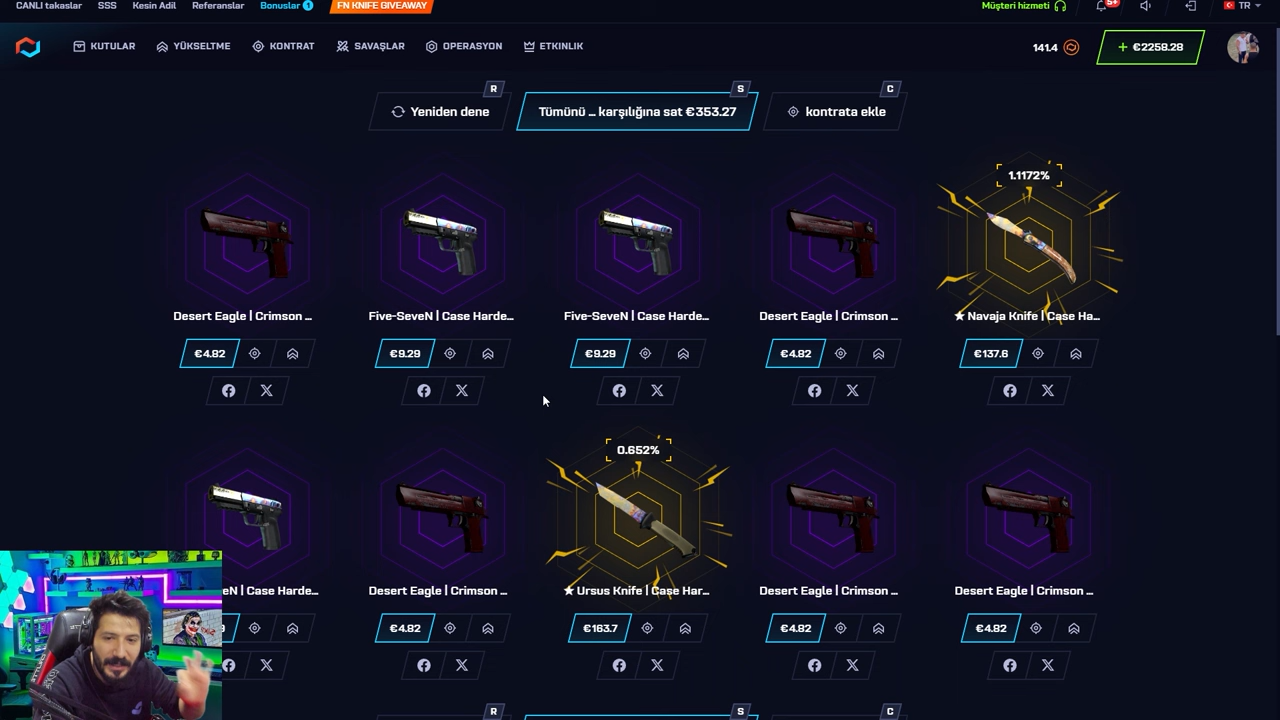 CANLI takaslar SSS Kesin Adil Referanslar Bonuslar 1 FN KNIFE GIVEAWAY Müşteri hizmeti 5+ TR
KUTULAR YÜKSELTME KONTRAT SAVAŞLAR OPERASYON ETKINLIK 141.4 + €2258.28
R S C
Yeniden dene Tümünü ... karşılığına sat €353.27 kontrata ekle
1.1172%
Desert Eagle | Crimson ... Five-SeveN | Case Harde... Five-SeveN | Case Harde... Desert Eagle | Crimson ... ★ Navaja Knife | Case Ha...
€4.82 €9.29 €9.29 €4.82 €137.6
0.652%
eN | Case Harde... Desert Eagle | Crimson ... ★ Ursus Knife | Case Har... Desert Eagle | Crimson ... Desert Eagle | Crimson ...
€4.82 €163.7 €4.82 €4.82
R S C